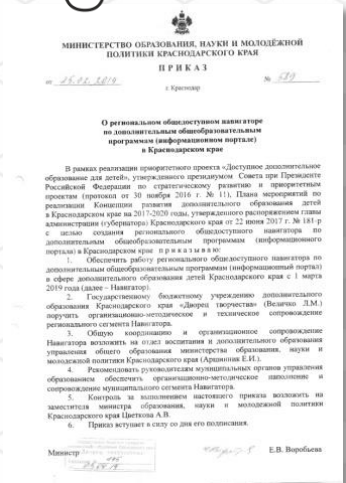 МИНИСТЕРСТВО ОБРАЗОВАНИЯ, НАУКИ И МОЛОДЁЖНОЙ
ПОЛИТИКИ КРАСНОДАРСКОГО КРАЯ
ПРИКАЗ
от 15.02.2019 №
г. Краснодар
О региональном общедоступном навигаторе
по дополнительным общеобразовательным
программам (информационном портале)
в Краснодарском крае
В рамках реализации приоритетного проекта «Доступное дополнительное
образование для детей», утвержденного президиумом Совета при Президенте
Российской Федерации по стратегическому развитию и приоритетным
проектам (протокол от 30 ноября 2016 г. № 11), Плана мероприятий по
реализации Концепции развития дополнительного образования детей
в Краснодарском крае на 2017-2020 годы, утвержденного распоряжением главы
администрации (губернатора) Краснодарского края от 22 июня 2017 г. № 181-р
с целью создания регионального общедоступного навигатора по
дополнительным общеобразовательным программам (информационного
портала) в Краснодарском крае п р и к а з ы в а ю:
1. Обеспечить работу регионального общедоступного навигатора по
дополнительным общеобразовательным программам (информационный портал)
в сфере дополнительного образования детей Краснодарского края с 1 марта
2019 года (далее – Навигатор).
2. Государственному бюджетному учреждению дополнительного
образования Краснодарского края «Дворец творчества» (Величко Л.М.)
поручить организационно-методическое и техническое сопровождение
регионального сегмента Навигатора.
3. Общую координацию и организационное сопровождение
Навигатора возложить на отдел воспитания и дополнительного образования
управления общего образования министерства образования, науки и
молодежной политики Краснодарского края
4. Рекомендовать руководителям муниципальных органов управления
образованием обеспечить организационно-методическое наполнение и
сопровождение муниципального сегмента Навигатора.
5. Контроль за выполнением настоящего приказа возложить на
заместителя министра образования, науки и молодежной политики
Краснодарского края Цветкова А.В.
6. Приказ вступает в силу со дня его подписания.
Министр Е.В. Воробьева